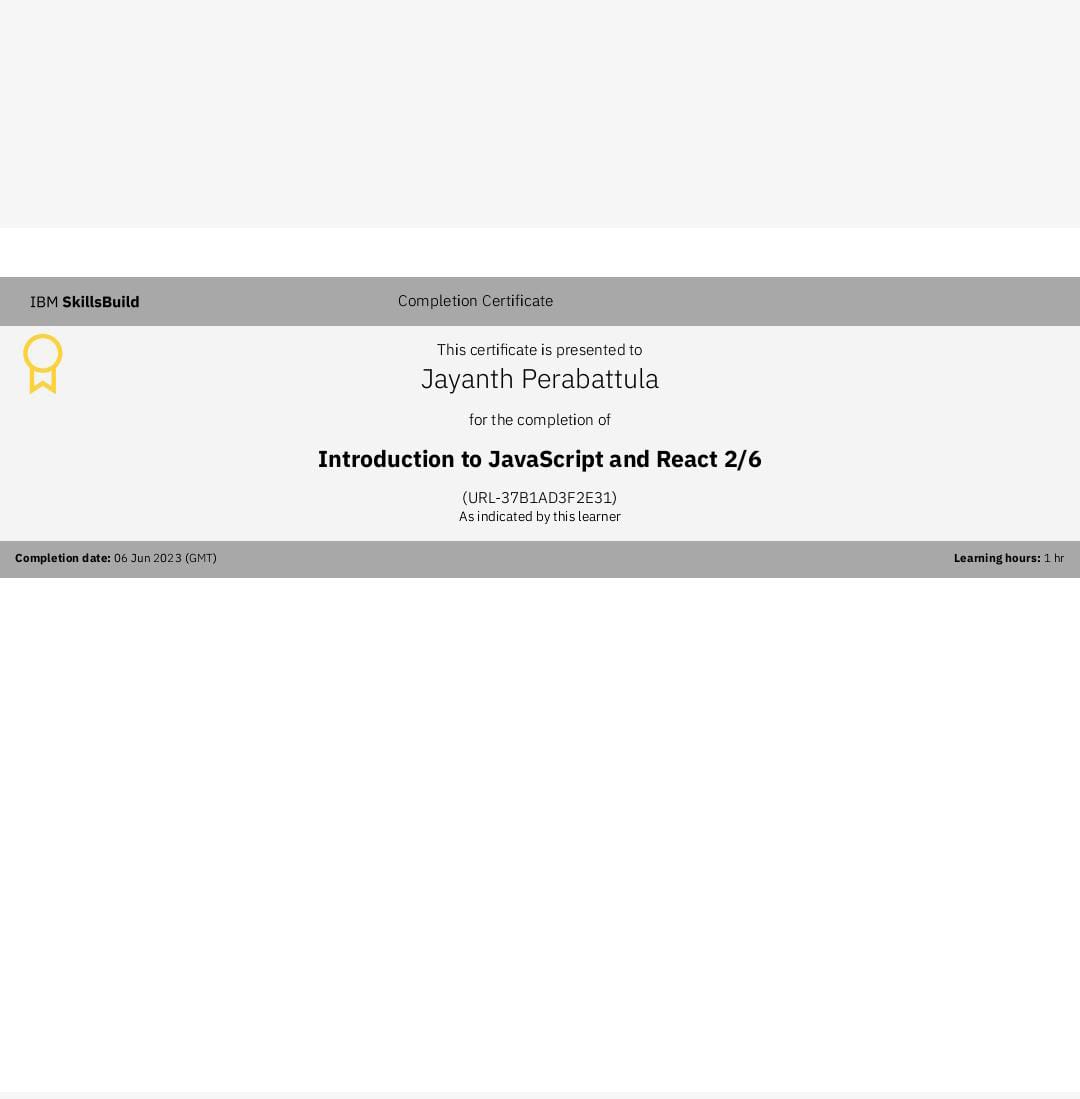 IBM SkillsBuild
Completion Certificate
This certificate is presented to
Jayanth Perabattula
for the completion of
Introduction to JavaScript and React 2/6
(URL-37B1AD3F2E31)
As indicated by this learner
Completion date: 06 Jun 2023 (GMT)
Learning hours: 1 hr